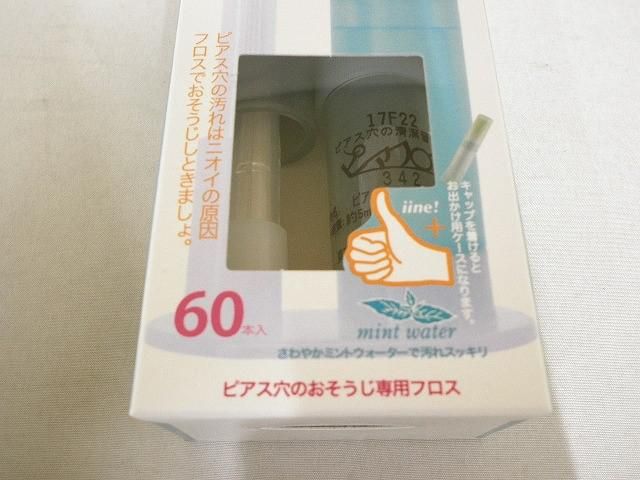 ピアス穴の汚れはニオイの原因
フロスでおそうじしときましょ。
17F22
ピアス穴の清潔
342
iine!
+
キャップを着けると
お出かけ用ケースになります。
60本入
mint water
さわやかミントウォーターで汚れスッキリ
ピアス穴のおそうじ専用フロス